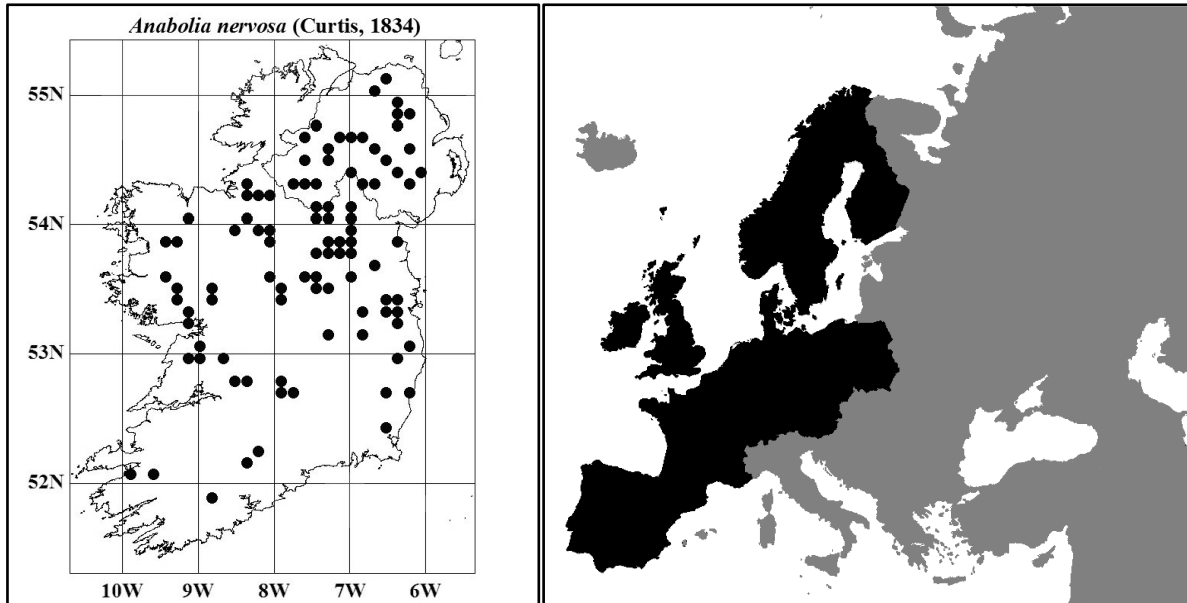 Anabolia nervosa (Curtis, 1834)
55N
54N
53N
52N
10W 9W 8W 7W 6W